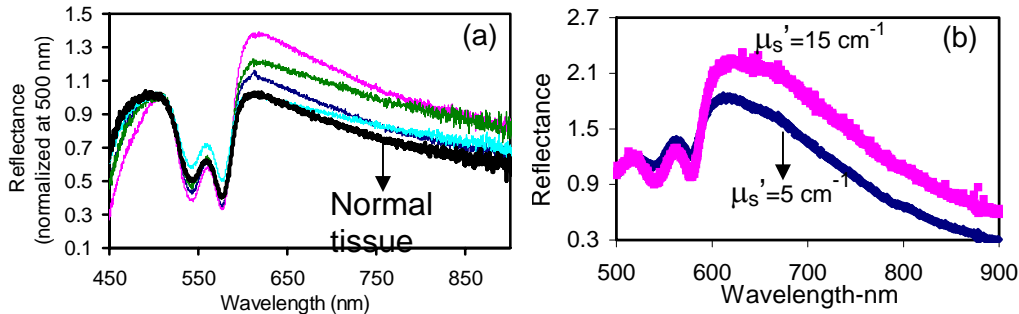 (a)
Reflectance
(normalized at 500 nm)
1.5
1.3
1.1
0.9
0.7
0.5
0.3
0.1
Normal
tissue
450 550 650 750 850
Wavelength (nm)
(b)
Reflectance
2.7
2.1
1.5
0.9
0.3
μs'=15 cm-1
μs'=5 cm-1
500 600 700 800 900
Wavelength-nm